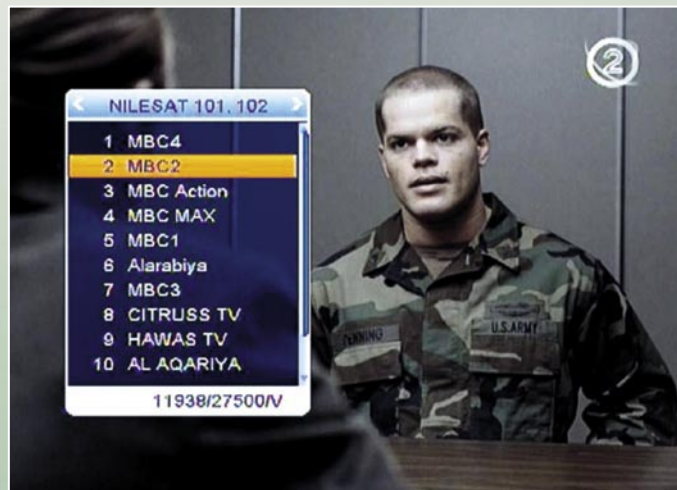 NILESAT 101, 102
1 MBC4
2 MBC2
3 MBC Action
4 MBC MAX
5 MBC1
6 Alarabiya
7 MBC3
8 CITRUSS TV
9 HAWAS TV
10 AL AQARIYA
11938/27500/V
2
U.S. ARMY